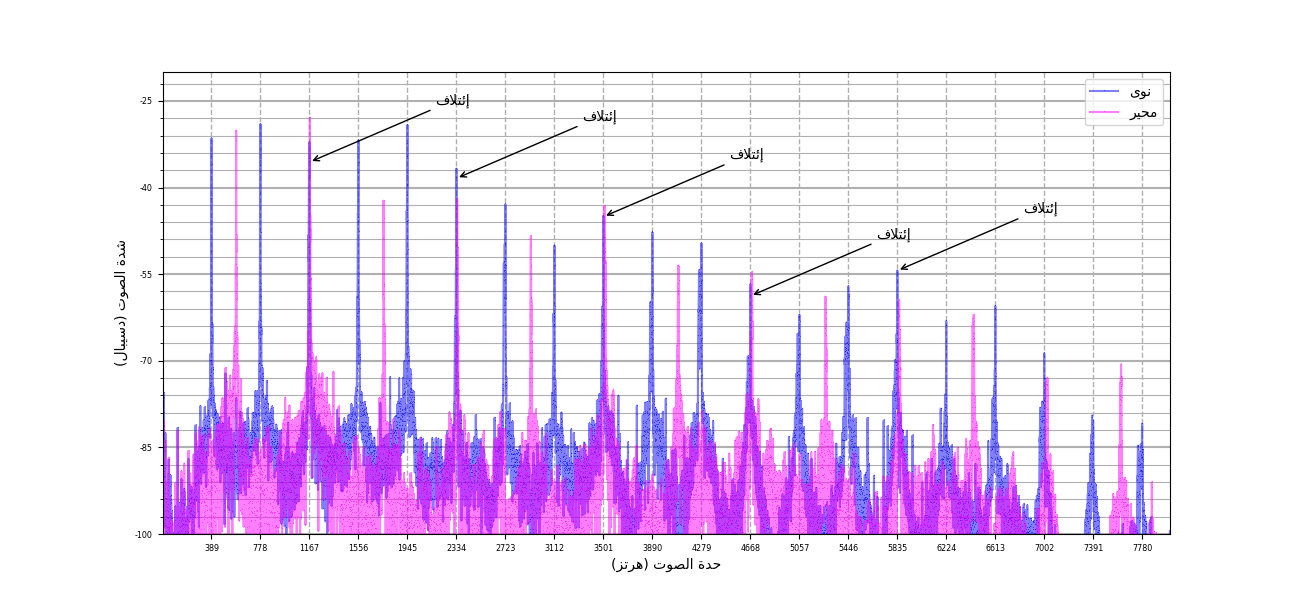 نوى
محير
إئتلاف
إئتلاف
إئتلاف
إئتلاف
إئتلاف
شدة الصوت (دسيبال)
-25
-40
-55
-70
-85
-100
389 778 1167 1556 1945 2334 2723 3112 3501 3890 4279 4668 5057 5446 5835 6224 6613 7002 7391 7780
حدة الصوت (هرتز)